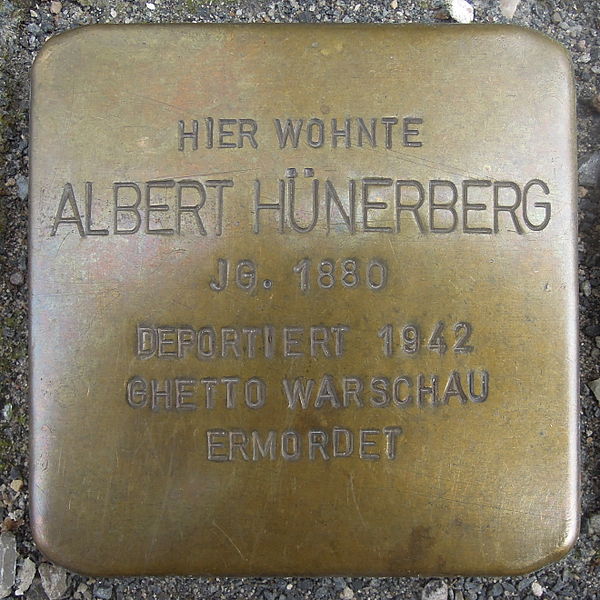 HIER WOHNTE
ALBERT HÜNERBERG
JG. 1880
DEPORTIERT 1942
GHETTO WARSCHAU
ERMORDET